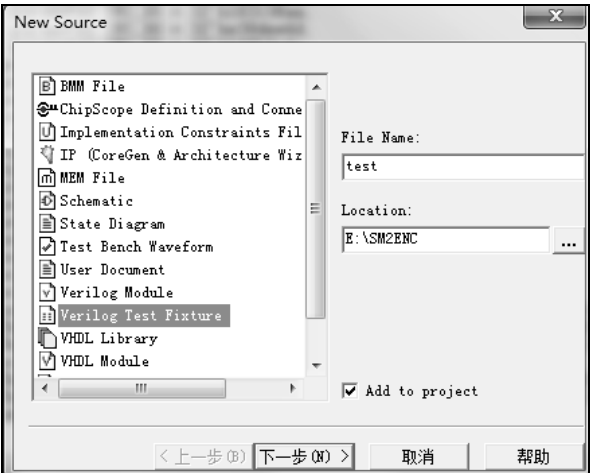 New Source
BMM File
ChipScope Definition and Conne
Implementation Constraints Fil
IP (CoreGen & Architecture Wiz
MEM File
Schematic
State Diagram
Test Bench Waveform
User Document
Verilog Module
Verilog Test Fixture
VHDL Library
VHDL Module
File Name:
test
Location:
E:\SM2ENC
...
Add to project
< 上一步(B)
下一步(N) >
取消
帮助